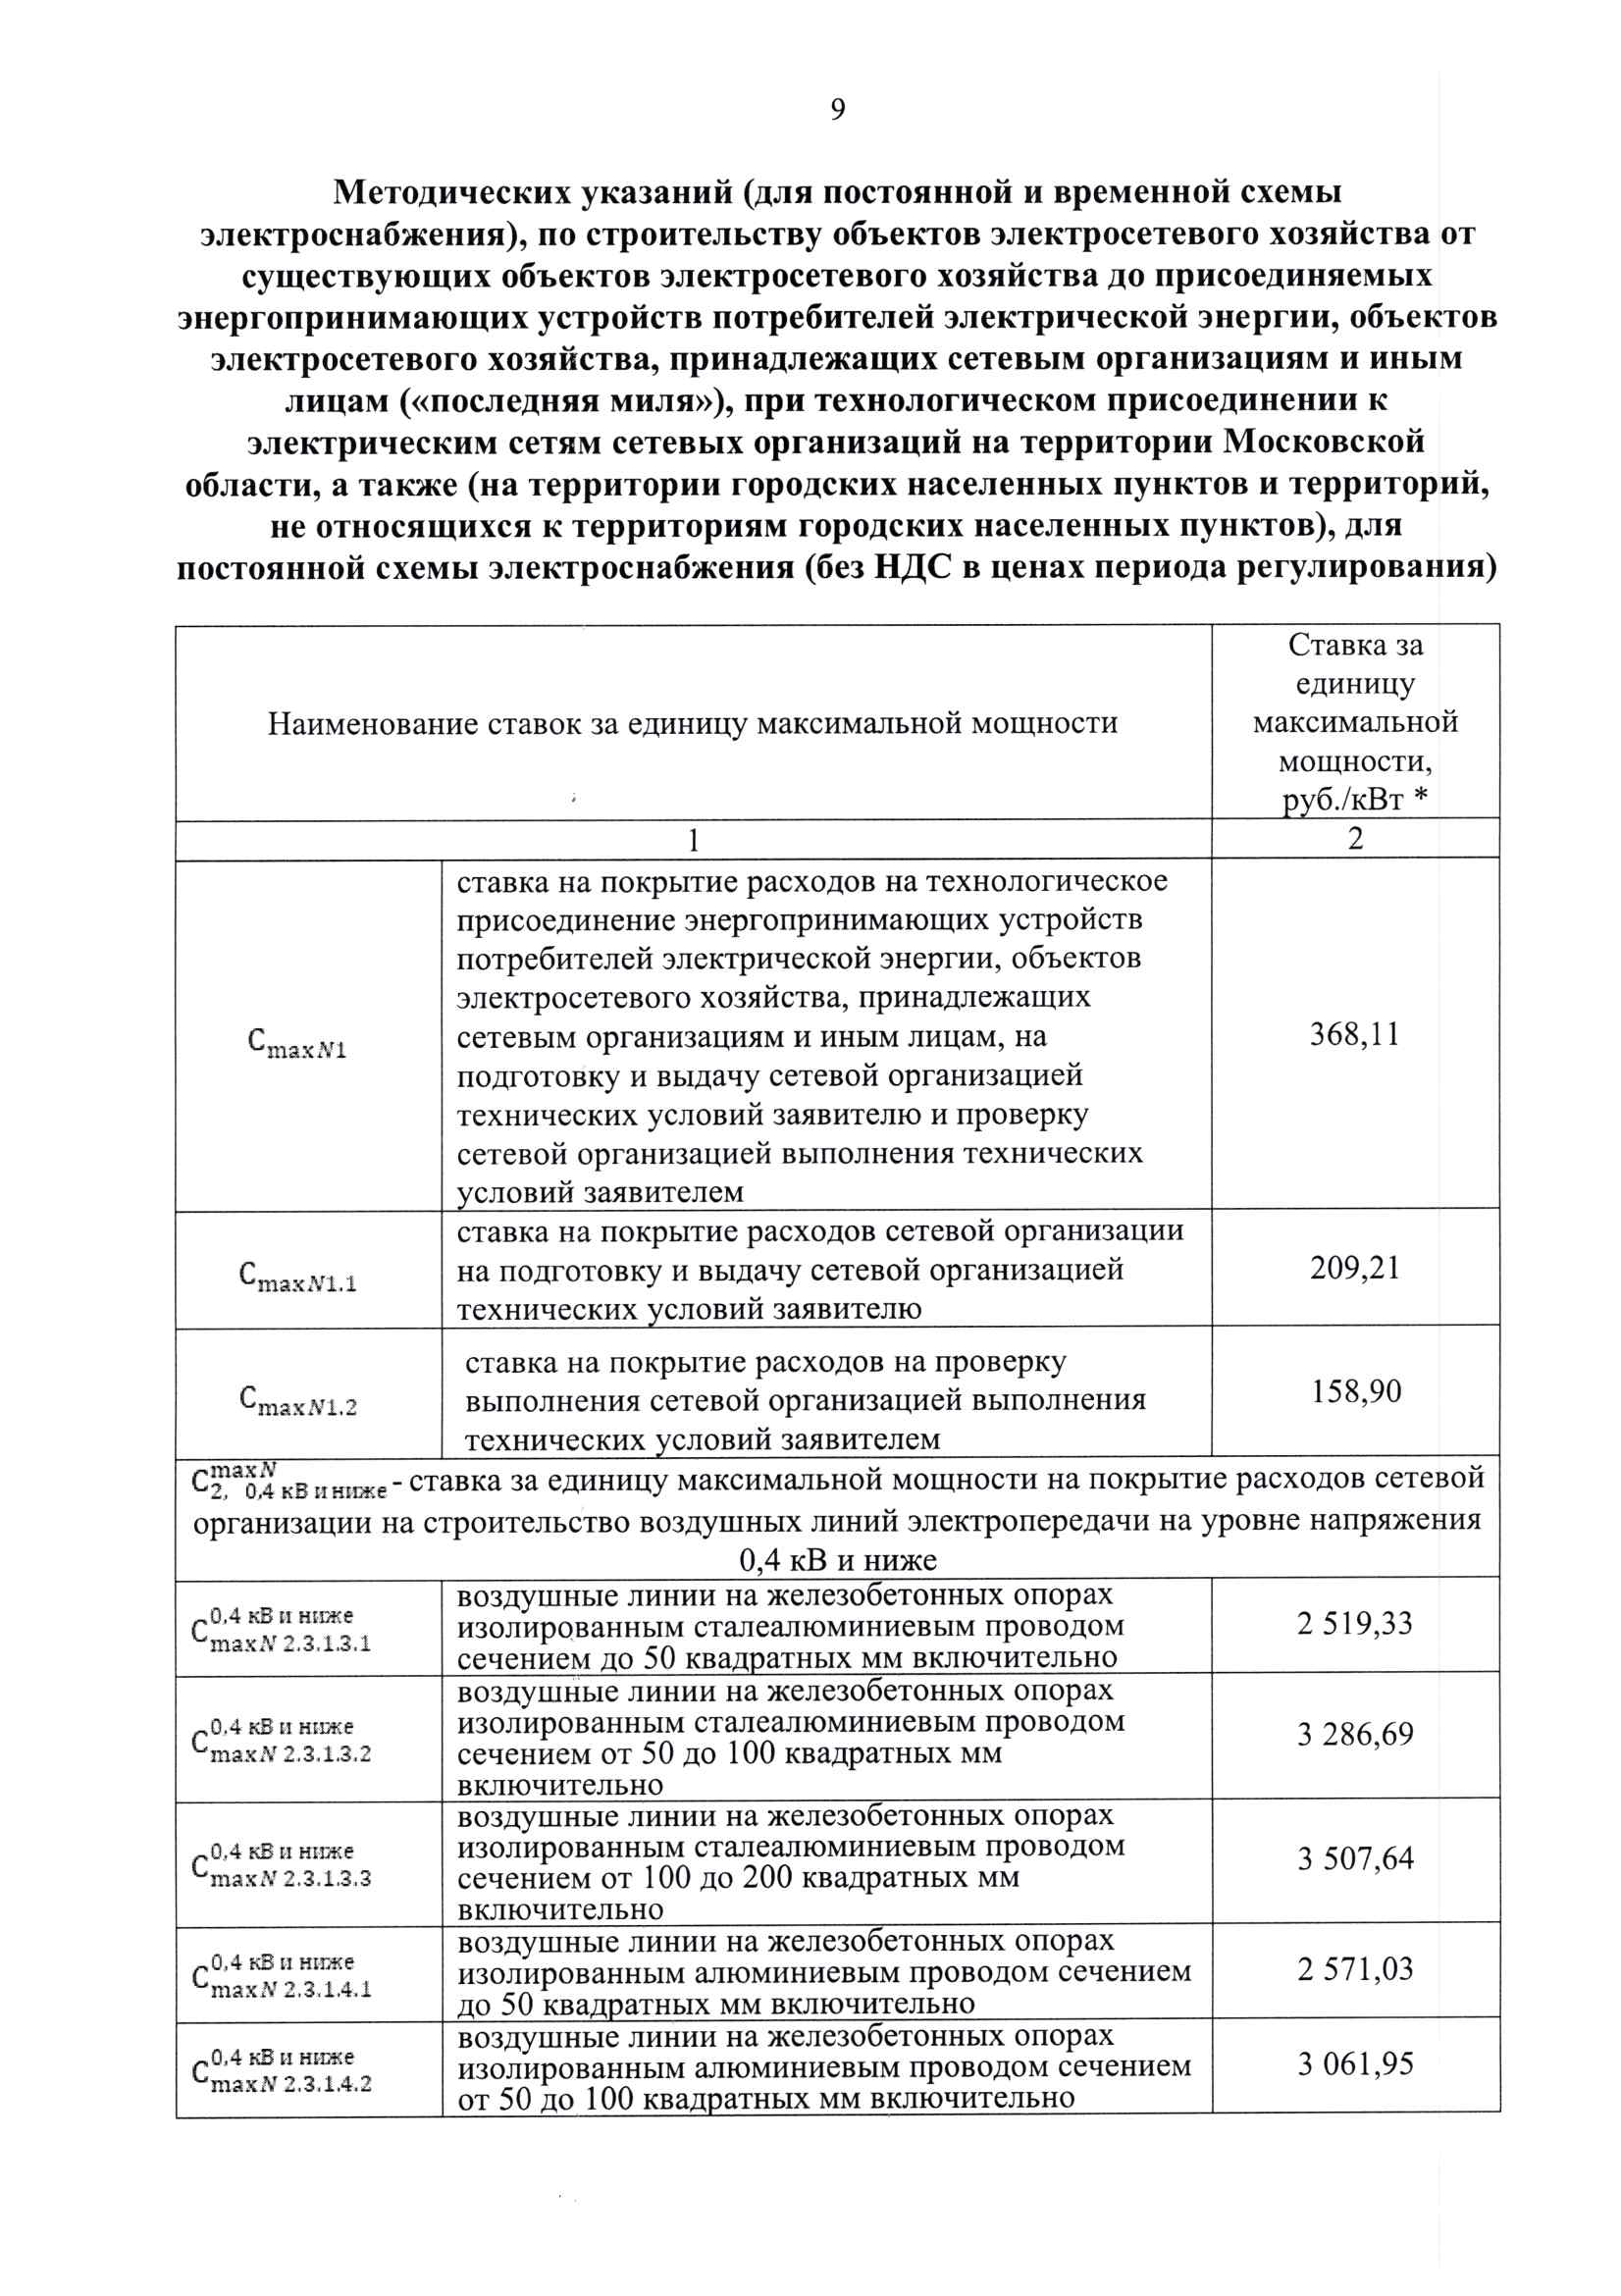 9
Методических указаний (для постоянной и временной схемы
электроснабжения), по строительству объектов электросетевого хозяйства от
существующих объектов электросетевого хозяйства до присоединяемых
энергопринимающих устройств потребителей электрической энергии, объектов
электросетевого хозяйства, принадлежащих сетевым организациям и иным
лицам («последняя миля»), при технологическом присоединении к
электрическим сетям сетевых организаций на территории Московской
области, а также (на территории городских населенных пунктов и территорий,
не относящихся к территориям городских населенных пунктов), для
постоянной схемы электроснабжения (без НДС в ценах периода регулирования)
Наименование ставок за единицу максимальной мощности
Ставка за
единицу
максимальной
мощности,
руб./кВт *
1
2
C maxN1
ставка на покрытие расходов на технологическое
присоединение энергопринимающих устройств
потребителей электрической энергии, объектов
электросетевого хозяйства, принадлежащих
сетевым организациям и иным лицам, на
подготовку и выдачу сетевой организацией
технических условий заявителю и проверку
сетевой организацией выполнения технических
условий заявителем
368,11
C maxN1.1
ставка на покрытие расходов сетевой организации
на подготовку и выдачу сетевой организацией
технических условий заявителю
209,21
C maxN1.2
ставка на покрытие расходов на проверку
выполнения сетевой организацией выполнения
технических условий заявителем
158,90
C maxN 2, 0,4 кВ и ниже - ставка за единицу максимальной мощности на покрытие расходов сетевой
организации на строительство воздушных линий электропередачи на уровне напряжения
0,4 кВ и ниже
C 0,4 кВ и ниже maxN 2.3.1.3.1
воздушные линии на железобетонных опорах
изолированным сталеалюминиевым проводом
сечением до 50 квадратных мм включительно
2 519,33
C 0,4 кВ и ниже maxN 2.3.1.3.2
воздушные линии на железобетонных опорах
изолированным сталеалюминиевым проводом
сечением от 50 до 100 квадратных мм
включительно
3 286,69
C 0,4 кВ и ниже maxN 2.3.1.3.3
воздушные линии на железобетонных опорах
изолированным сталеалюминиевым проводом
сечением от 100 до 200 квадратных мм
включительно
3 507,64
C 0,4 кВ и ниже maxN 2.3.1.4.1
воздушные линии на железобетонных опорах
изолированным алюминиевым проводом сечением
до 50 квадратных мм включительно
2 571,03
C 0,4 кВ и ниже maxN 2.3.1.4.2
воздушные линии на железобетонных опорах
изолированным алюминиевым проводом сечением
от 50 до 100 квадратных мм включительно
3 061,95